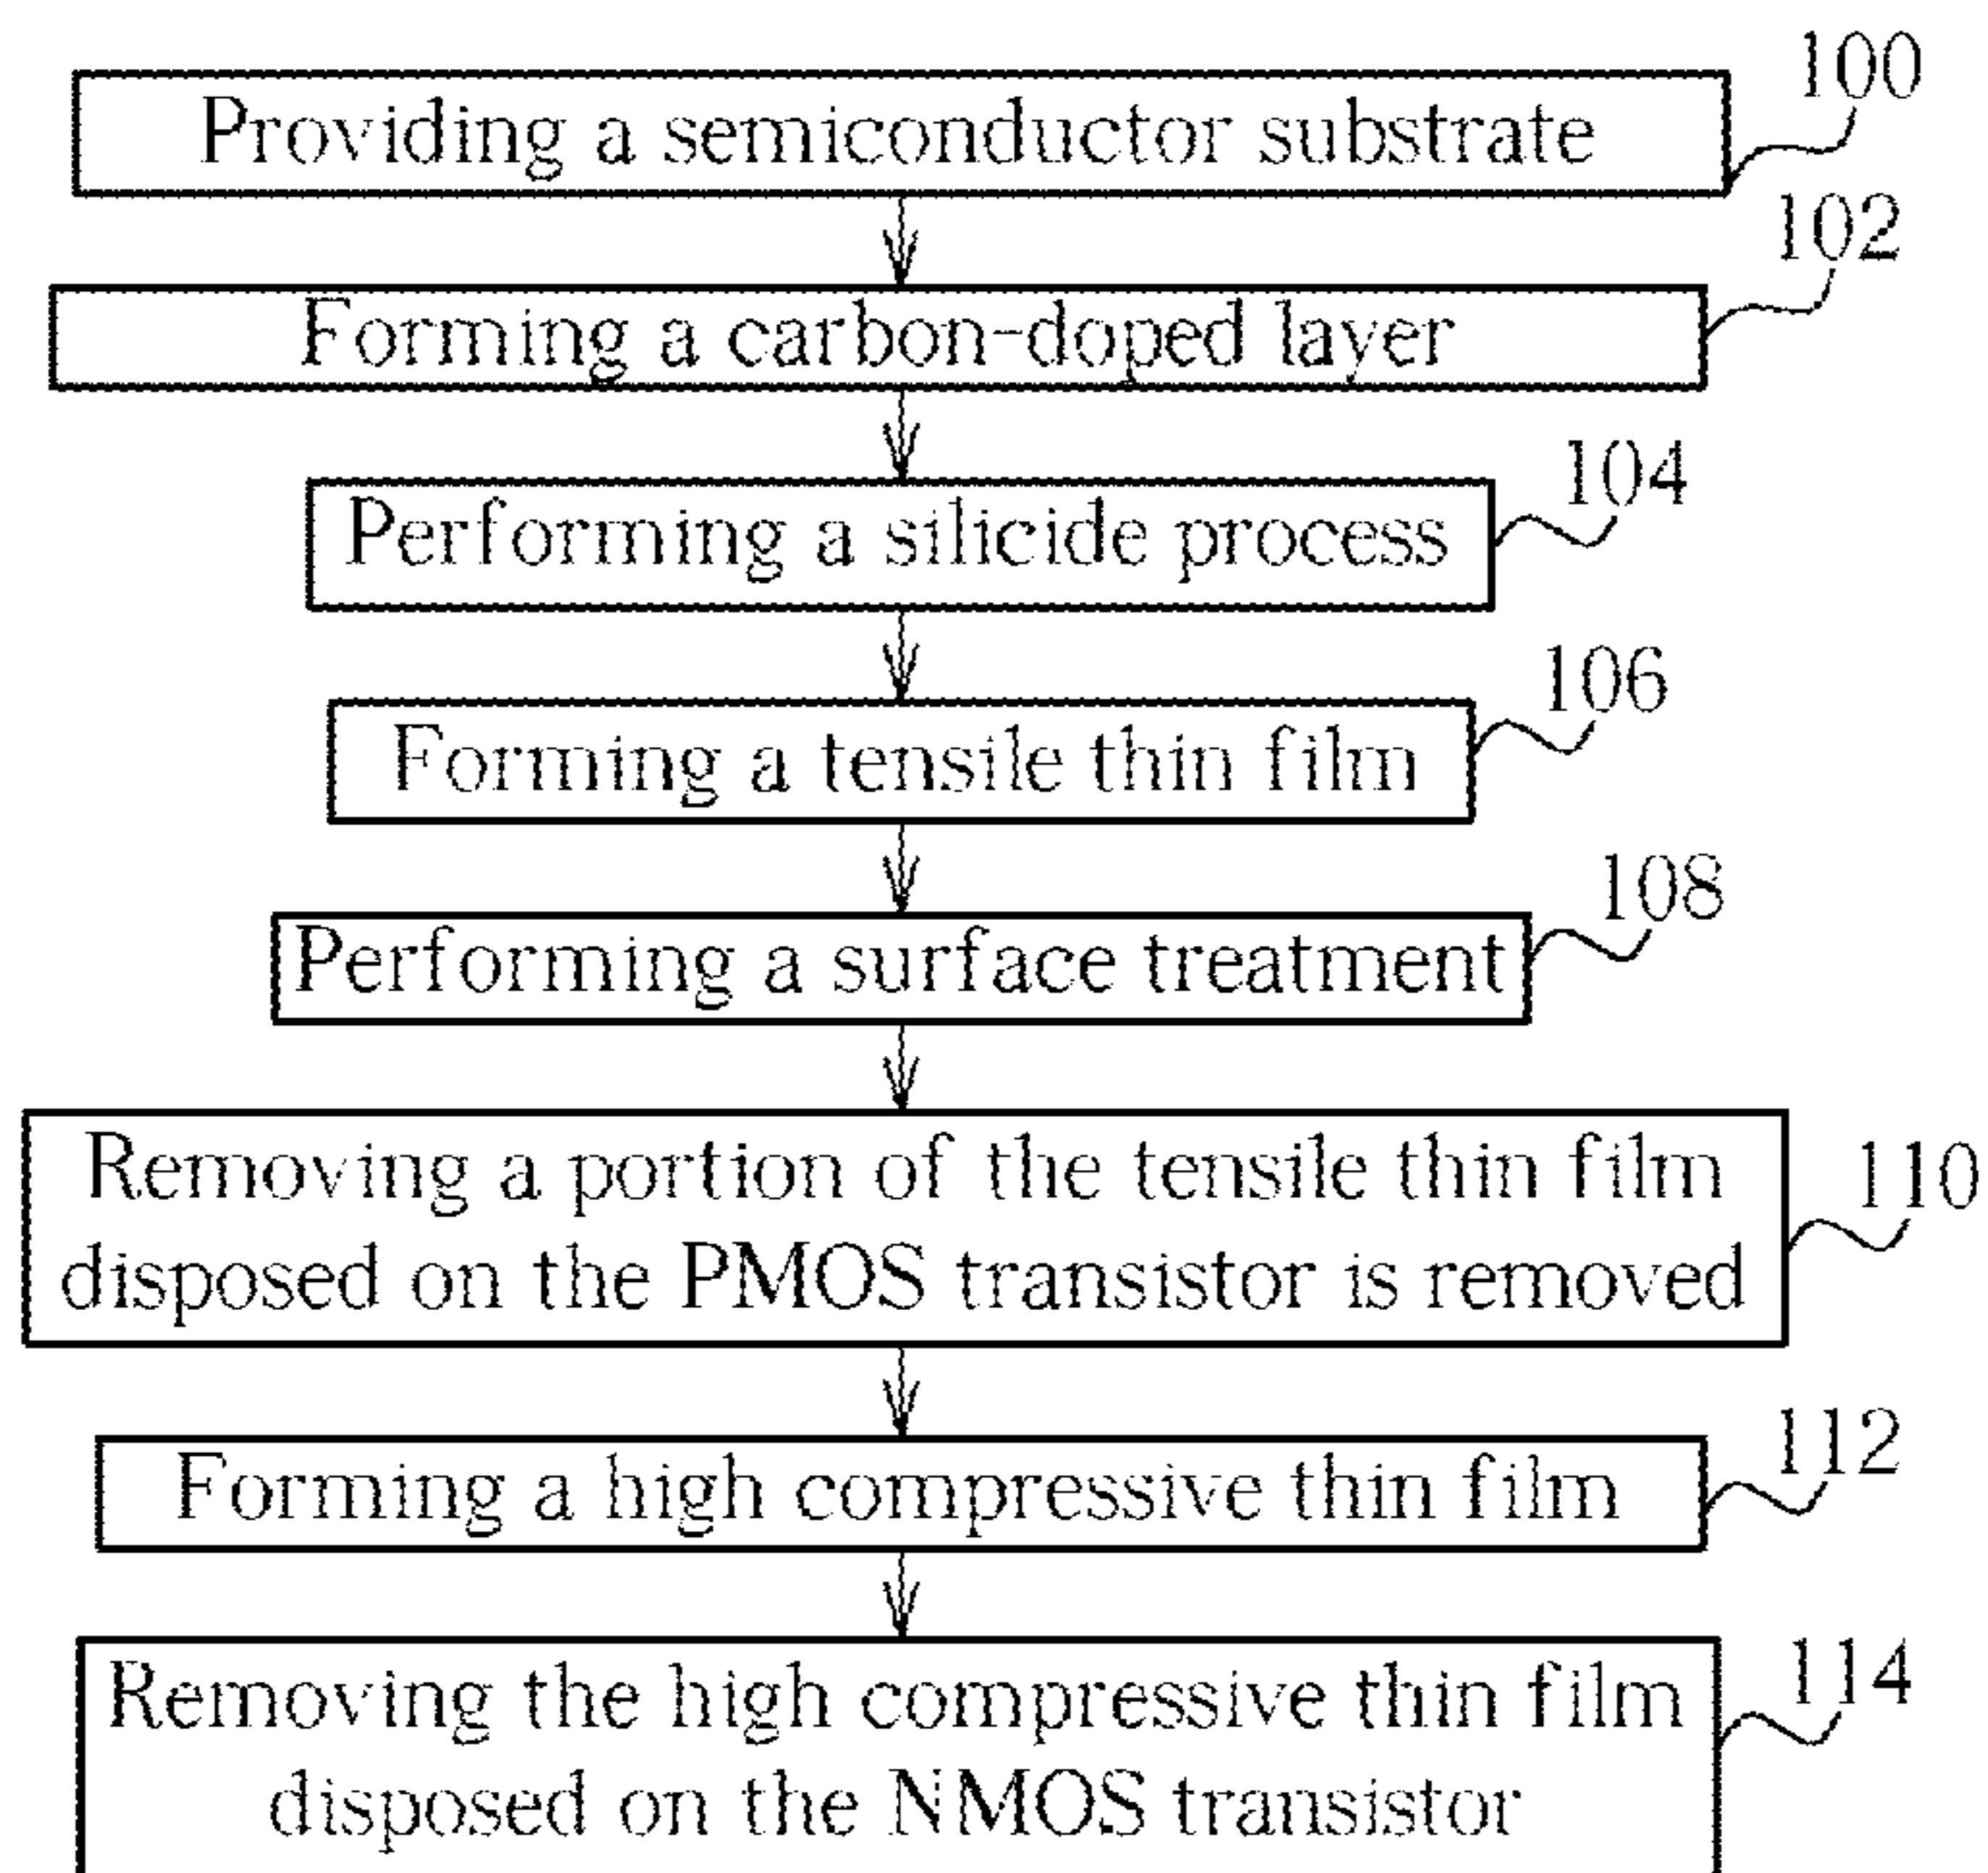 100
Providing a semiconductor substrate
102
Forming a carbon-doped layer
104
Performing a silicide process
106
Forming a tensile thin film
108
Performing a surface treatment
110
Removing a portion of the tensile thin film
disposed on the PMOS transistor is removed
112
Forming a high compressive thin film
114
Removing the high compressive thin film
disposed on the NMOS transistor